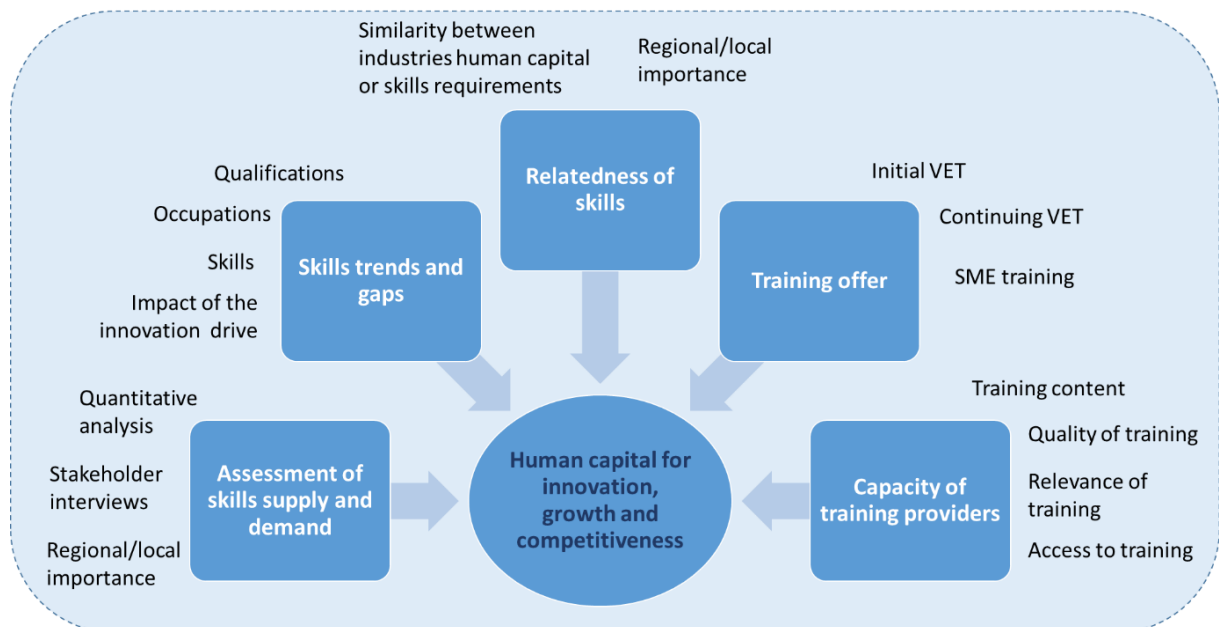 Similarity between
industries human capital
or skills requirements
Regional/local
importance
Relatedness of
skills
Qualifications
Occupations
Skills
Impact of the
innovation drive
Skills trends and
gaps
Initial VET
Continuing VET
SME training
Training offer
Quantitative
analysis
Stakeholder
interviews
Regional/local
importance
Assessment of
skills supply and
demand
Human capital for
innovation,
growth and
competitiveness
Capacity of
training providers
Training content
Quality of training
Relevance of
training
Access to training